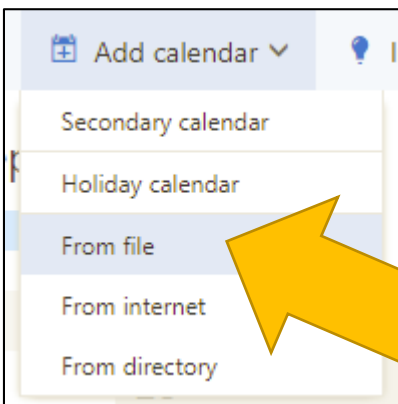 Add calendar
Secondary calendar
Holiday calendar
From file
From internet
From directory